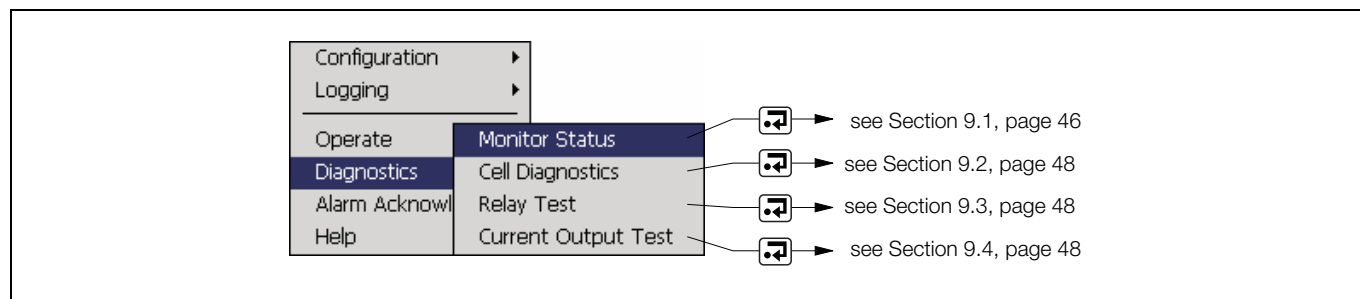 Configuration
Logging
Operate
Diagnostics
Alarm Acknowl
Help
Monitor Status
Cell Diagnostics
Relay Test
Current Output Test
see Section 9.1, page 46
see Section 9.2, page 48
see Section 9.3, page 48
see Section 9.4, page 48